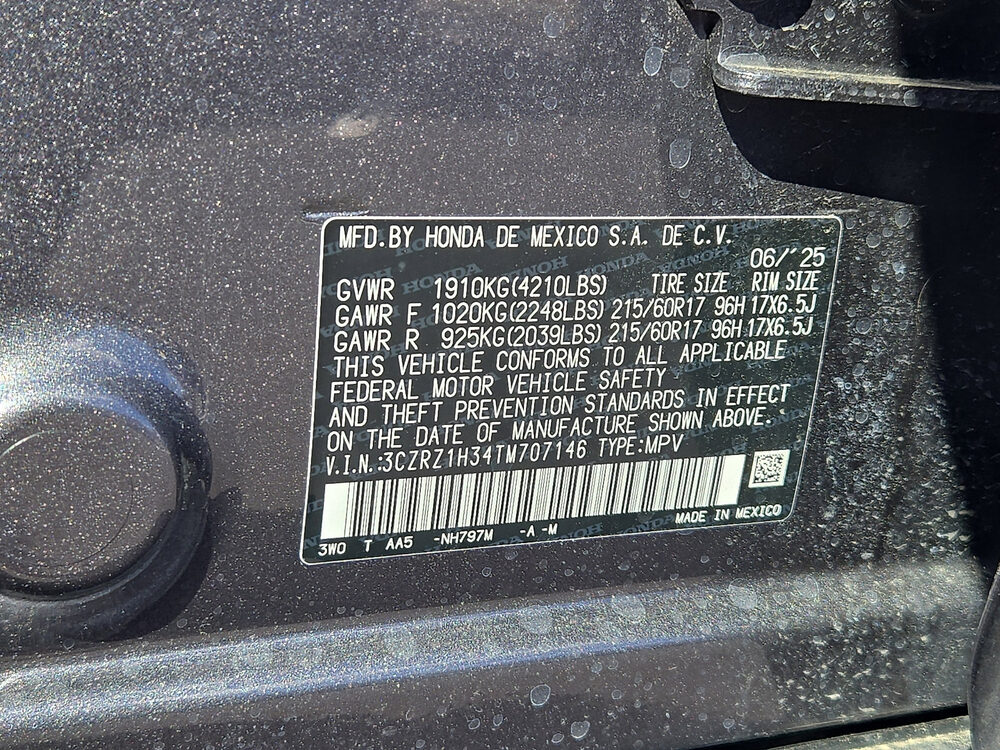 MFD.BY HONDA DE MEXICO S.A. DE C.V.
06/'25
GVWR 1910KG(4210LBS) TIRE SIZE RIM SIZE
GAWR F 1020KG(2248LBS) 215/60R17 96H 17X6.5J
GAWR R 925KG(2039LBS) 215/60R17 96H 17X6.5J
THIS VEHICLE CONFORMS TO ALL APPLICABLE
FEDERAL MOTOR VEHICLE SAFETY
AND THEFT PREVENTION STANDARDS IN EFFECT
ON THE DATE OF MANUFACTURE SHOWN ABOVE.
V.I.N.:3CZRZ1H34TM707146 TYPE:MPV
MADE IN MEXICO
3WO T AA5 -NH797M -A -M